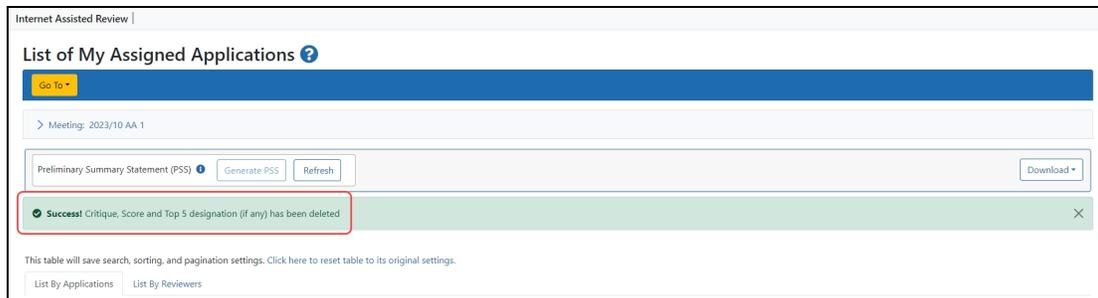 Internet Assisted Review
List of My Assigned Applications
Go To
Meeting: 2023/10 AA 1
Preliminary Summary Statement (PSS) Generate PSS Refresh Download
Success! Critique, Score and Top 5 designation (if any) has been deleted
This table will save search, sorting, and pagination settings. Click here to reset table to its original settings.
List By Applications List By Reviewers